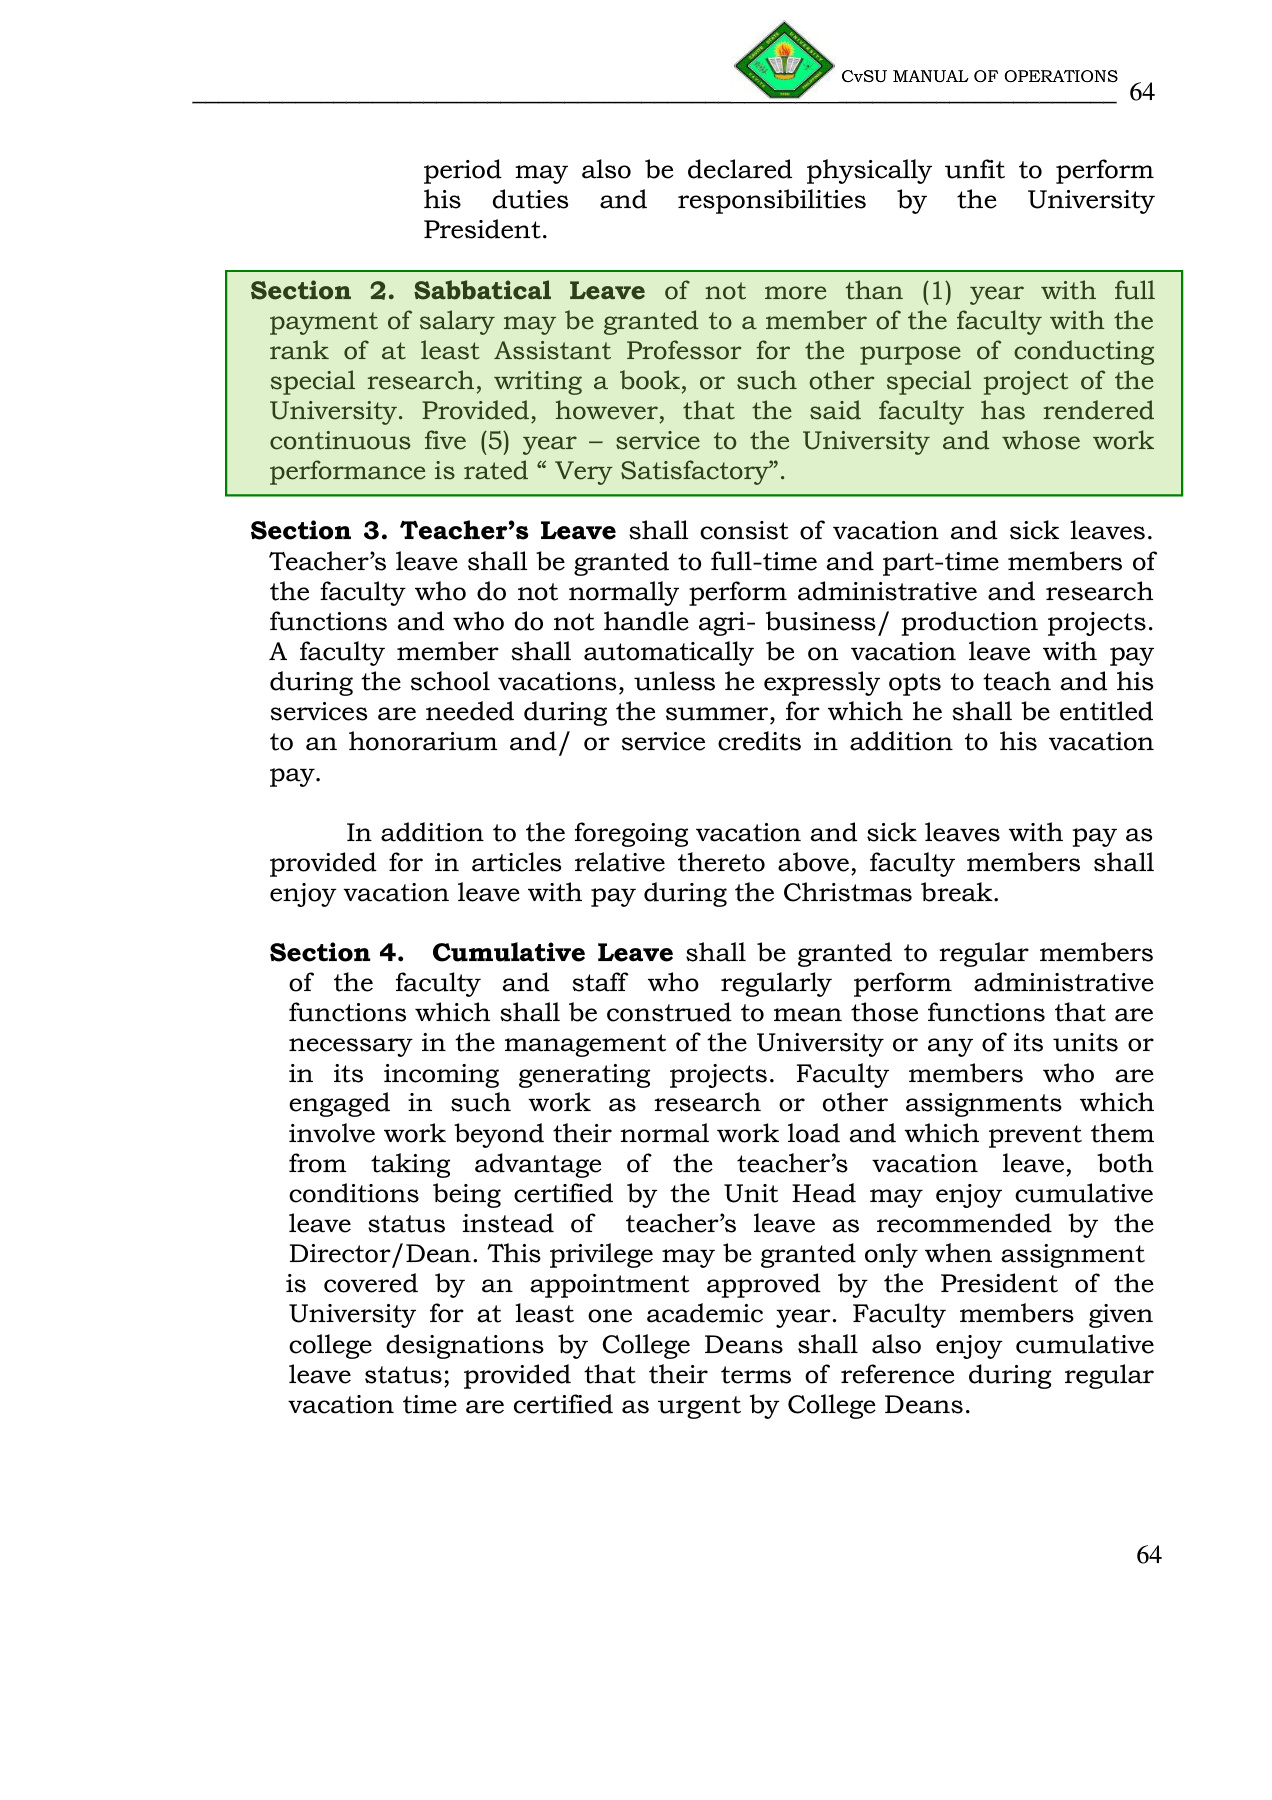 CvSU MANUAL OF OPERATIONS
64
period may also be declared physically unfit to perform
his duties and responsibilities by the University
President.
Section 2. Sabbatical Leave of not more than (1) year with full
payment of salary may be granted to a member of the faculty with the
rank of at least Assistant Professor for the purpose of conducting
special research, writing a book, or such other special project of the
University. Provided, however, that the said faculty has rendered
continuous five (5) year – service to the University and whose work
performance is rated “ Very Satisfactory”.
Section 3. Teacher’s Leave shall consist of vacation and sick leaves.
Teacher’s leave shall be granted to full-time and part-time members of
the faculty who do not normally perform administrative and research
functions and who do not handle agri- business/ production projects.
A faculty member shall automatically be on vacation leave with pay
during the school vacations, unless he expressly opts to teach and his
services are needed during the summer, for which he shall be entitled
to an honorarium and/ or service credits in addition to his vacation
pay.
In addition to the foregoing vacation and sick leaves with pay as
provided for in articles relative thereto above, faculty members shall
enjoy vacation leave with pay during the Christmas break.
Section 4. Cumulative Leave shall be granted to regular members
of the faculty and staff who regularly perform administrative
functions which shall be construed to mean those functions that are
necessary in the management of the University or any of its units or
in its incoming generating projects. Faculty members who are
engaged in such work as research or other assignments which
involve work beyond their normal work load and which prevent them
from taking advantage of the teacher’s vacation leave, both
conditions being certified by the Unit Head may enjoy cumulative
leave status instead of teacher’s leave as recommended by the
Director/Dean. This privilege may be granted only when assignment
is covered by an appointment approved by the President of the
University for at least one academic year. Faculty members given
college designations by College Deans shall also enjoy cumulative
leave status; provided that their terms of reference during regular
vacation time are certified as urgent by College Deans.
64